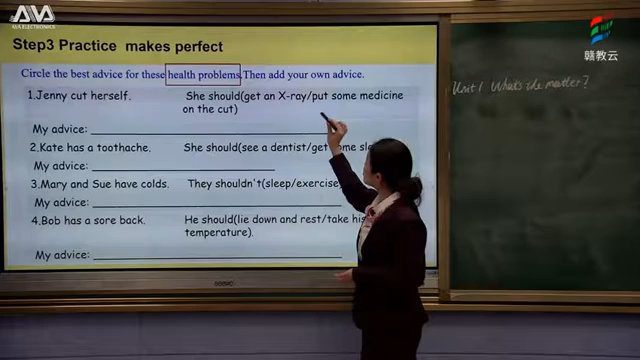 AVA
AVA ELECTRONICS
赣教云
Step3 Practice makes perfect
Circle the best advice for these health problems. Then add your own advice.
1.Jenny cut herself. She should(get an X-ray/put some medicine
on the cut)
My advice:
2.Kate has a toothache. She should(see a dentist/get some
3.Mary and Sue have colds. They shouldn't(sleep/exercise
My advice:
4.Bob has a sore back. He should(lie down and rest/take his
temperature).
My advice:
Unit 1 What's the matter?